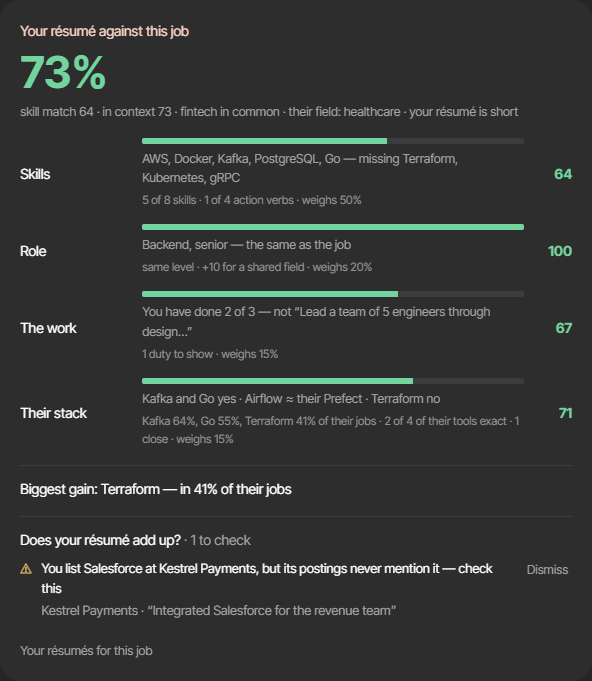 Your résumé against this job
73%
skill match 64 · in context 73 · fintech in common · their field: healthcare · your résumé is short
Skills
AWS, Docker, Kafka, PostgreSQL, Go — missing Terraform,
Kubernetes, gRPC
5 of 8 skills · 1 of 4 action verbs · weighs 50%
64
Role
Backend, senior — the same as the job
same level · +10 for a shared field · weighs 20%
100
The work
You have done 2 of 3 — not “Lead a team of 5 engineers through
design…”
1 duty to show · weighs 15%
67
Their stack
Kafka and Go yes · Airflow ≈ their Prefect · Terraform no
Kafka 64%, Go 55%, Terraform 41% of their jobs · 2 of 4 of their tools exact · 1
close · weighs 15%
71
Biggest gain: Terraform — in 41% of their jobs
Does your résumé add up? · 1 to check
You list Salesforce at Kestrel Payments, but its postings never mention it — check
this
Dismiss
Kestrel Payments · “Integrated Salesforce for the revenue team”
Your résumés for this job